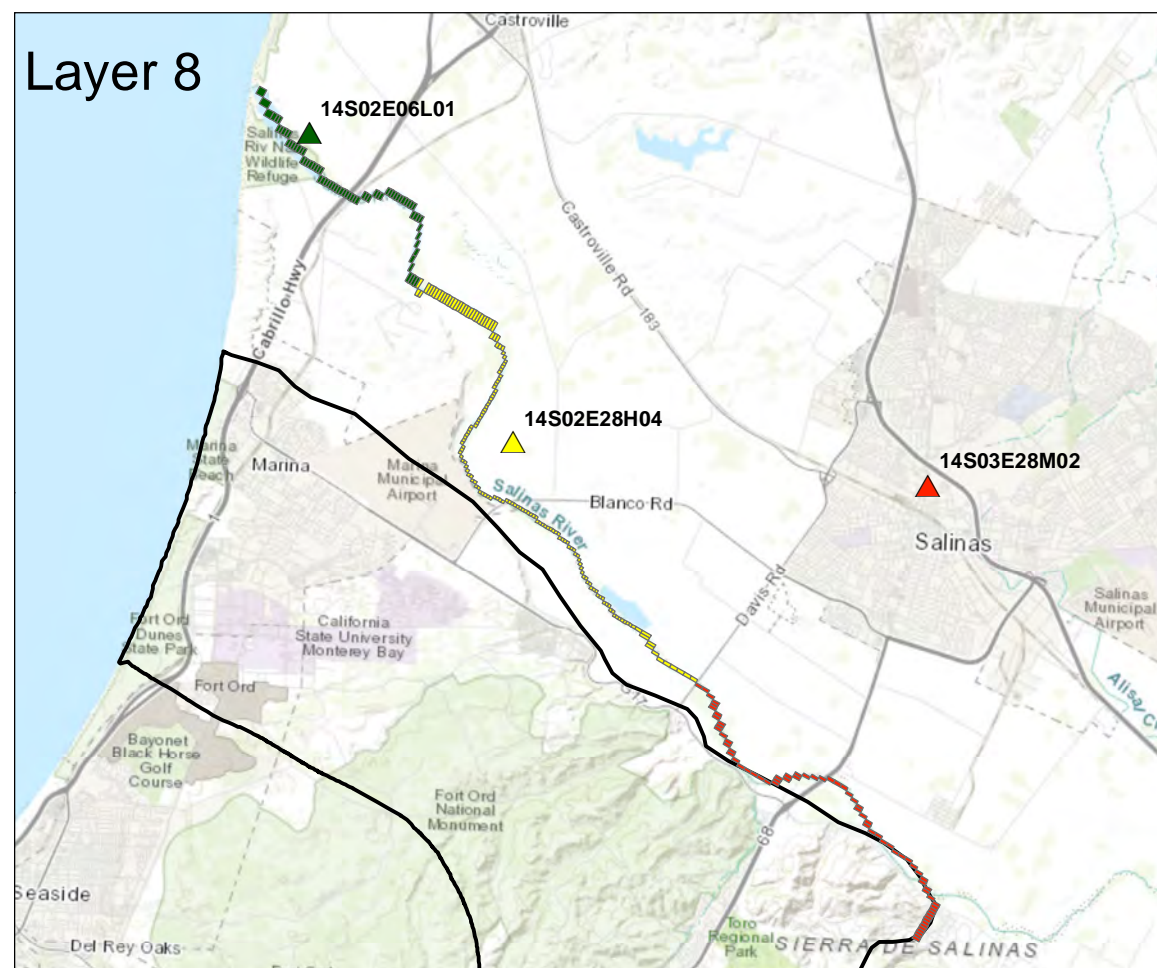 Castroville
Layer 8
14S02E06L01
Salinas
Riv N
Wildlife
Refuge
Castroville Rd
183
Cabrillo Hwy
14S02E28H04
14S03E28M02
Marina
State
Beach
Marina
Marina
Municipal
Airport
Salinas River
Blanco Rd
Salinas
Davis Rd
Salinas
Municipal
Airport
1
Fort Ord
Dunes
State Park
California
State University
Monterey Bay
Fort Ord
Alisal
Bayonet
Black Horse
Golf
Course
Fort Ord
National
Monument
68
Seaside
Del Rey Oaks
Toro
Regional
Park
SIERRA DE SALINAS